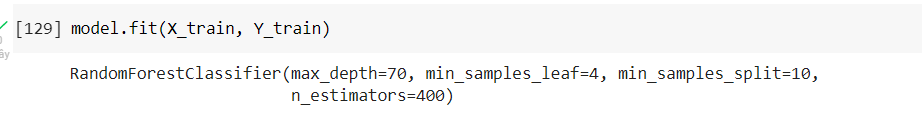 [129] model.fit(X_train, Y_train)
RandomForestClassifier(max_depth=70, min_samples_leaf=4, min_samples_split=10,
n_estimators=400)